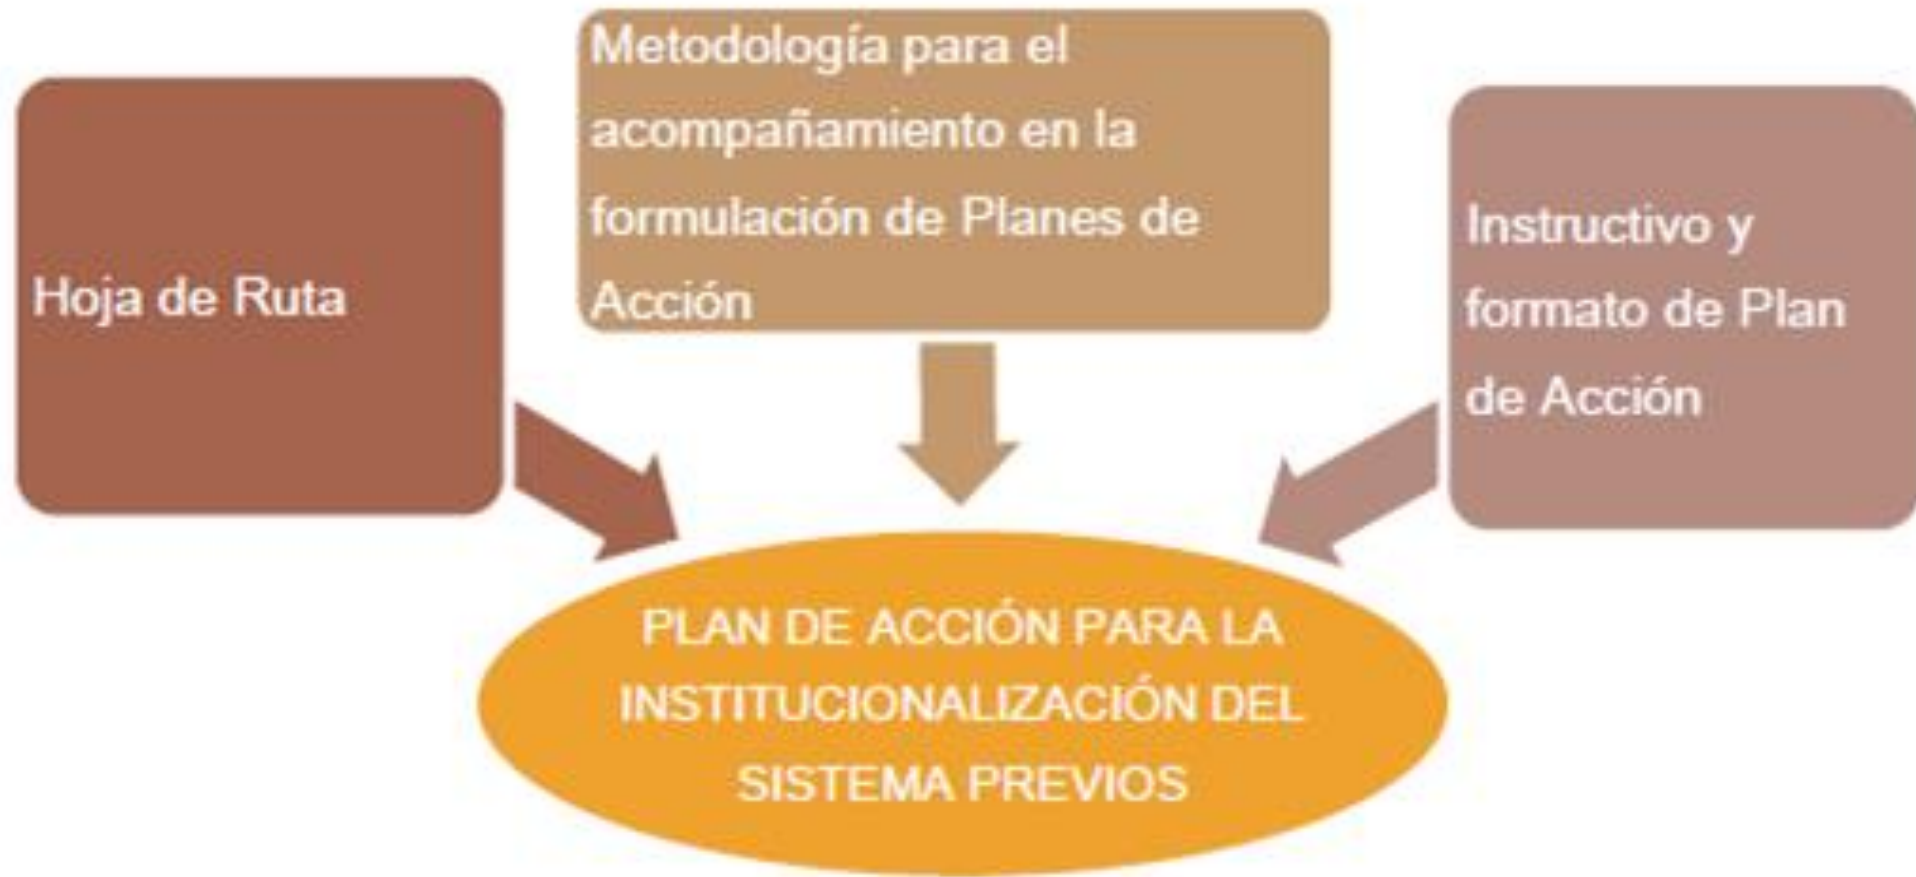 Hoja de Ruta
Metodología para el
acompañamiento en la
formulación de Planes de
Acción
Instructivo y
formato de Plan
de Acción
PLAN DE ACCIÓN PARA LA
INSTITUCIONALIZACIÓN DEL
SISTEMA PREVIOS